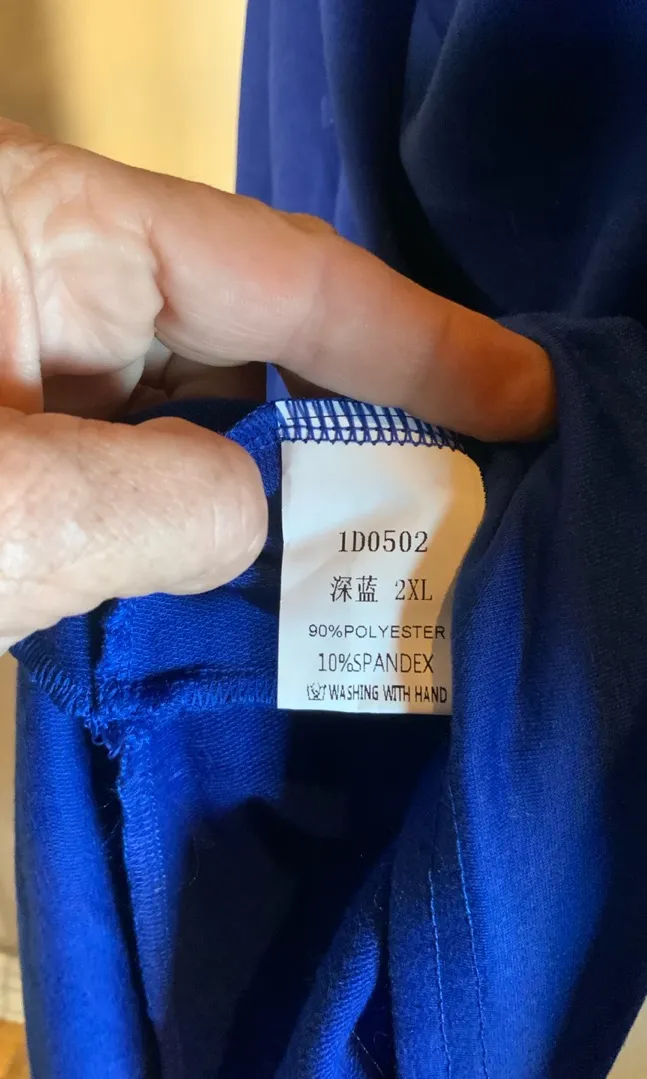 1D0502
深蓝 2XL
90%POLYESTER
10%SPANDEX
WASHING WITH HAND